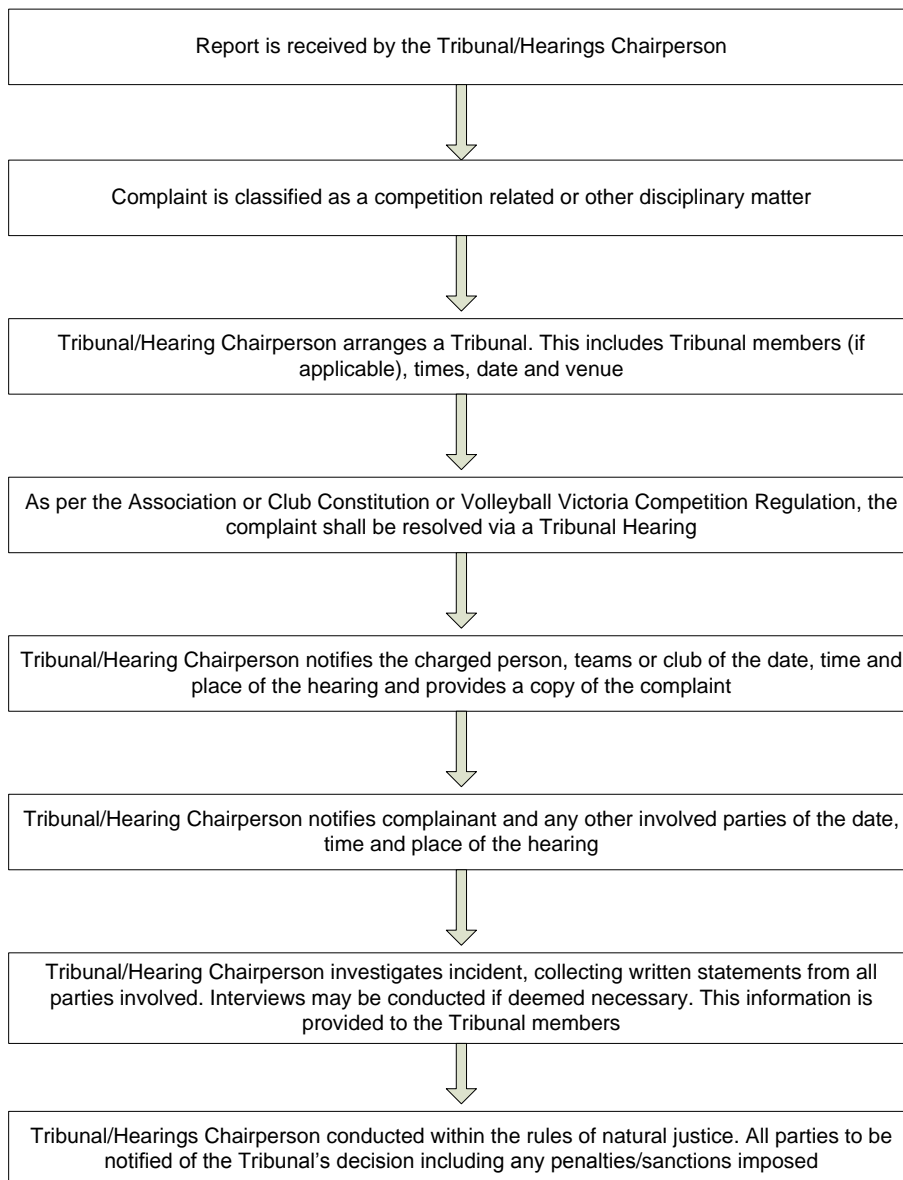 Report is received by the Tribunal/Hearings Chairperson
Complaint is classified as a competition related or other disciplinary matter
Tribunal/Hearing Chairperson arranges a Tribunal. This includes Tribunal members (if
applicable), times, date and venue
As per the Association or Club Constitution or Volleyball Victoria Competition Regulation, the
complaint shall be resolved via a Tribunal Hearing
Tribunal/Hearing Chairperson notifies the charged person, teams or club of the date, time and
place of the hearing and provides a copy of the complaint
Tribunal/Hearing Chairperson notifies complainant and any other involved parties of the date,
time and place of the hearing
Tribunal/Hearing Chairperson investigates incident, collecting written statements from all
parties involved. Interviews may be conducted if deemed necessary. This information is
provided to the Tribunal members
Tribunal/Hearings Chairperson conducted within the rules of natural justice. All parties to be
notified of the Tribunal’s decision including any penalties/sanctions imposed